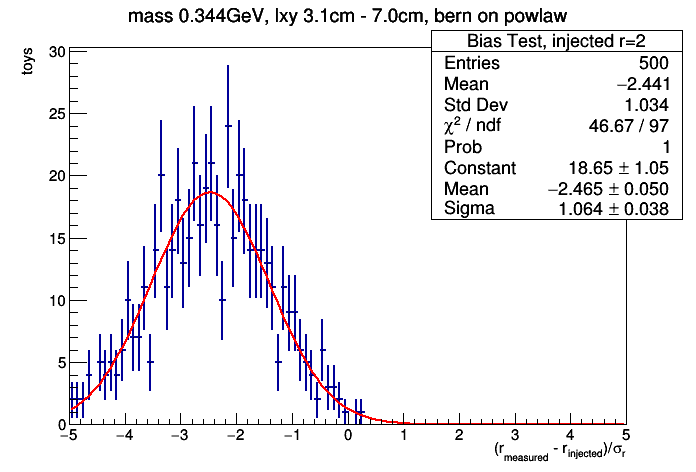 mass 0.344GeV, lxy 3.1cm - 7.0cm, bern on powlaw
Bias Test, injected r=2
Entries 500
Mean −2.441
Std Dev 1.034
χ² / ndf 46.67 / 97
Prob 1
Constant 18.65 ± 1.05
Mean −2.465 ± 0.050
Sigma 1.064 ± 0.038
toys
30
25
20
15
10
5
0
−5 −4 −3 −2 −1 0 1 2 3 4 5
(r_measured - r_injected)/σ_r